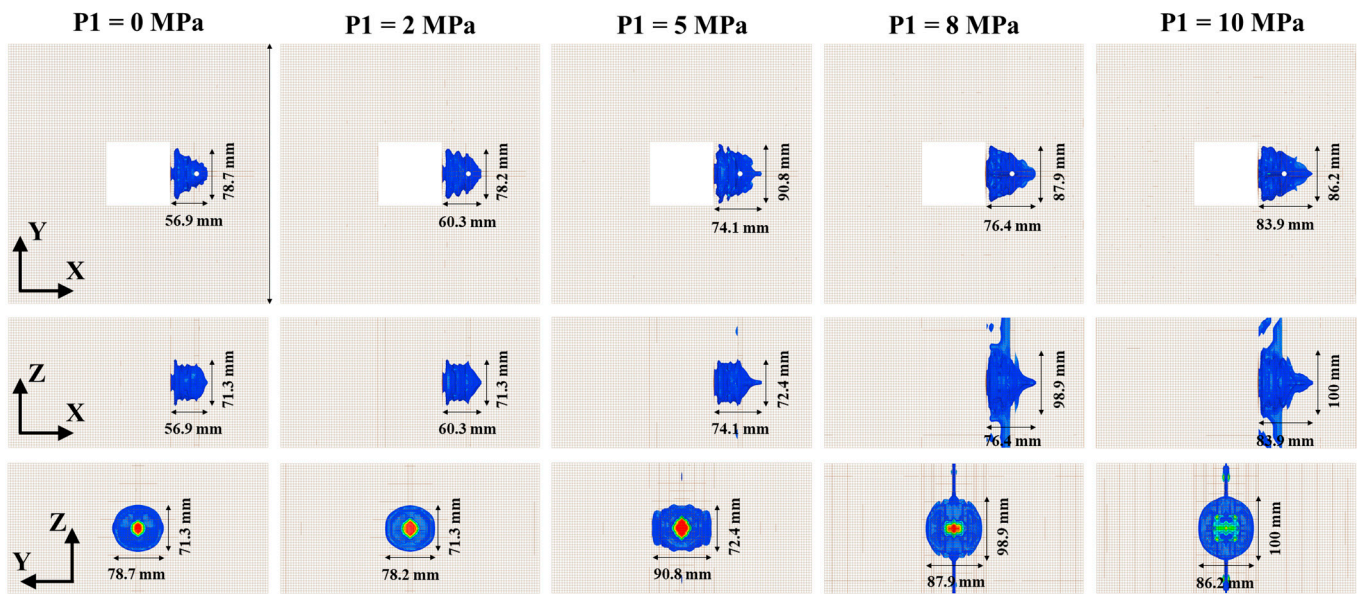 P1 = 0 MPa
P1 = 2 MPa
P1 = 5 MPa
P1 = 8 MPa
P1 = 10 MPa
78.7 mm
56.9 mm
Y
X
78.2 mm
60.3 mm
90.8 mm
74.1 mm
87.9 mm
76.4 mm
86.2 mm
83.9 mm
Z
X
71.3 mm
56.9 mm
71.3 mm
60.3 mm
72.4 mm
74.1 mm
98.9 mm
76.4 mm
100 mm
83.9 mm
Z
Y
71.3 mm
78.7 mm
71.3 mm
78.2 mm
72.4 mm
90.8 mm
98.9 mm
87.9 mm
100 mm
86.2 mm